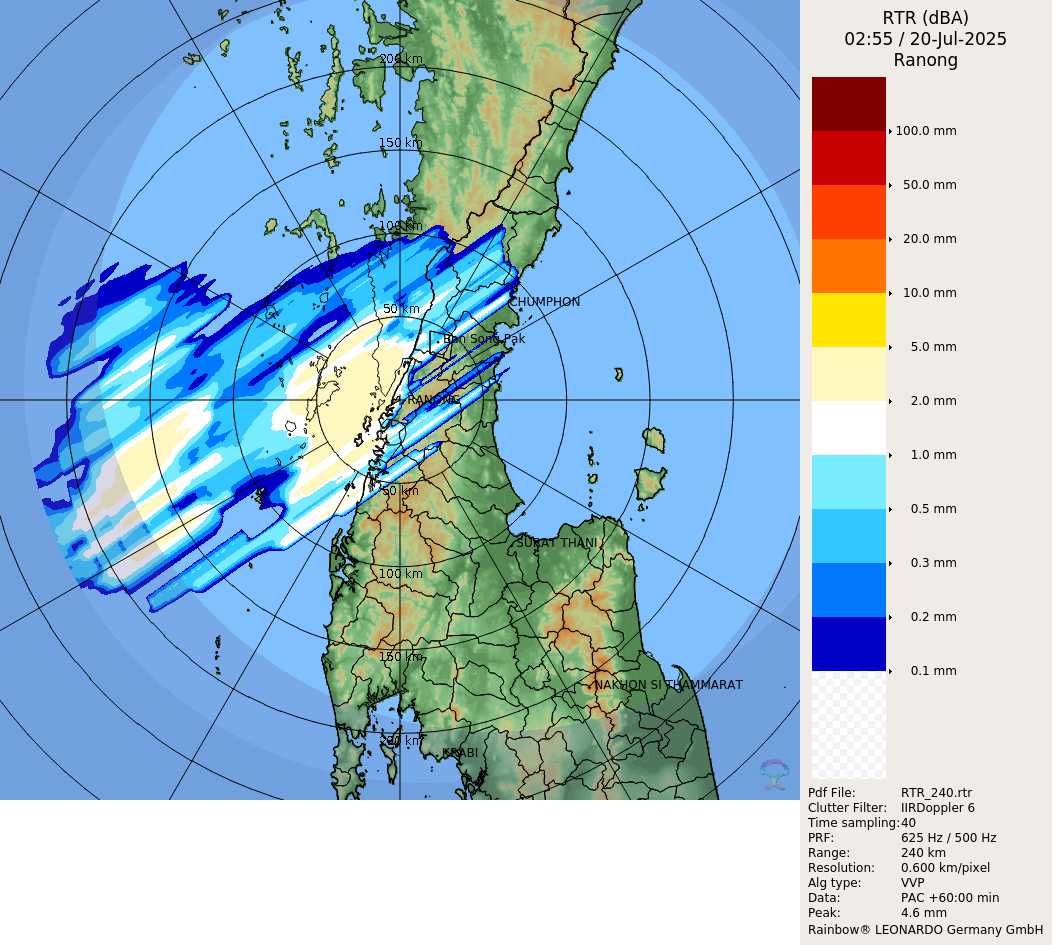 RTR (dBA)
02:55 / 20-Jul-2025
Ranong
100.0 mm
50.0 mm
20.0 mm
10.0 mm
5.0 mm
2.0 mm
1.0 mm
0.5 mm
0.3 mm
0.2 mm
0.1 mm
200 km
150 km
100 km
50 km
CHUMPHON
Ban Song Pak
RANONG
50 km
SURAT THANI
100 km
150 km
NAKHON SI THAMMARAT
200 km
KRABI
Pdf File: RTR_240.rtr
Clutter Filter: IIRDoppler 6
Time sampling: 40
PRF: 625 Hz / 500 Hz
Range: 240 km
Resolution: 0.600 km/pixel
Alg type: VVP
Data: PAC +60:00 min
Peak: 4.6 mm
Rainbow® LEONARDO Germany GmbH